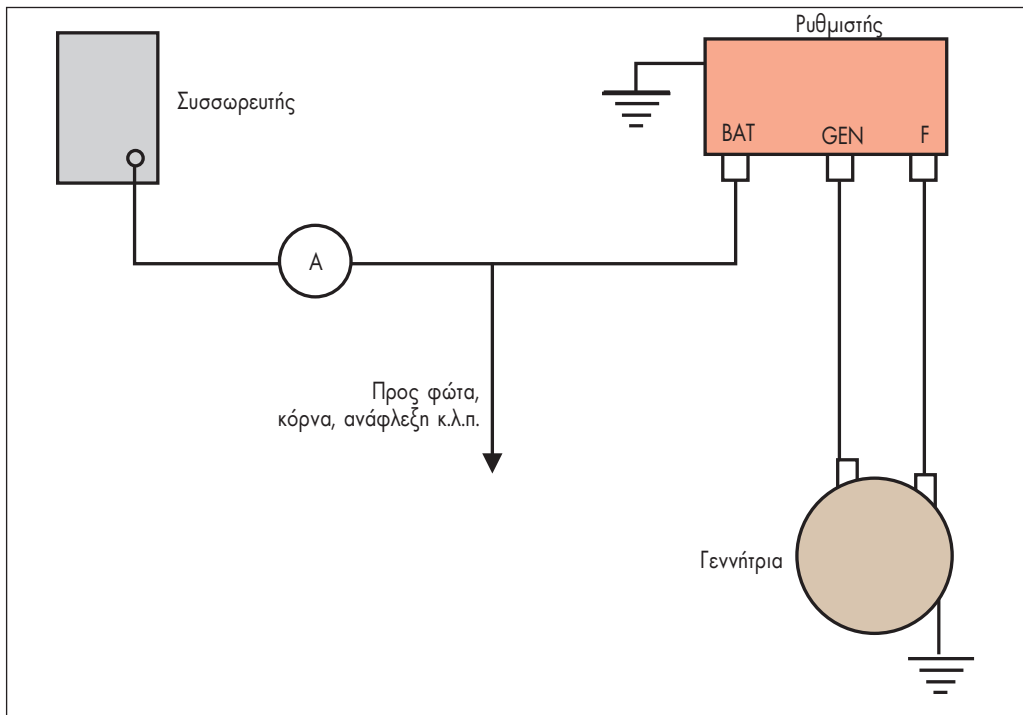 Ρυθμιστής
Συσσωρευτής
BAT
GEN
F
A
Προς φώτα,
κόρνα, ανάφλεξη κ.λ.π.
Γεννήτρια